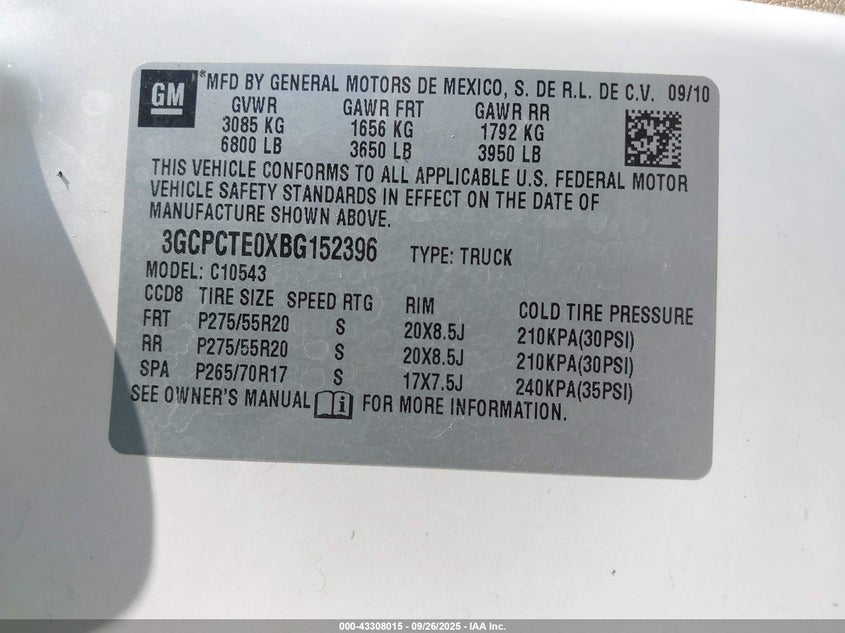 GM
® MFD BY GENERAL MOTORS DE MEXICO, S. DE R.L. DE C.V. 09/10
GVWR GAWR FRT GAWR RR
3085 KG 1656 KG 1792 KG
6800 LB 3650 LB 3950 LB
THIS VEHICLE CONFORMS TO ALL APPLICABLE U.S. FEDERAL MOTOR
VEHICLE SAFETY STANDARDS IN EFFECT ON THE DATE OF
MANUFACTURE SHOWN ABOVE.
3GCPCTE0XBG152396 TYPE: TRUCK
MODEL: C10543
CCD8 TIRE SIZE SPEED RTG RIM COLD TIRE PRESSURE
FRT P275/55R20 S 20X8.5J 210KPA(30PSI)
RR P275/55R20 S 20X8.5J 210KPA(30PSI)
SPA P265/70R17 S 17X7.5J 240KPA(35PSI)
SEE OWNER'S MANUAL i FOR MORE INFORMATION.
000-43308015 - 09/26/2025 - IAA Inc.